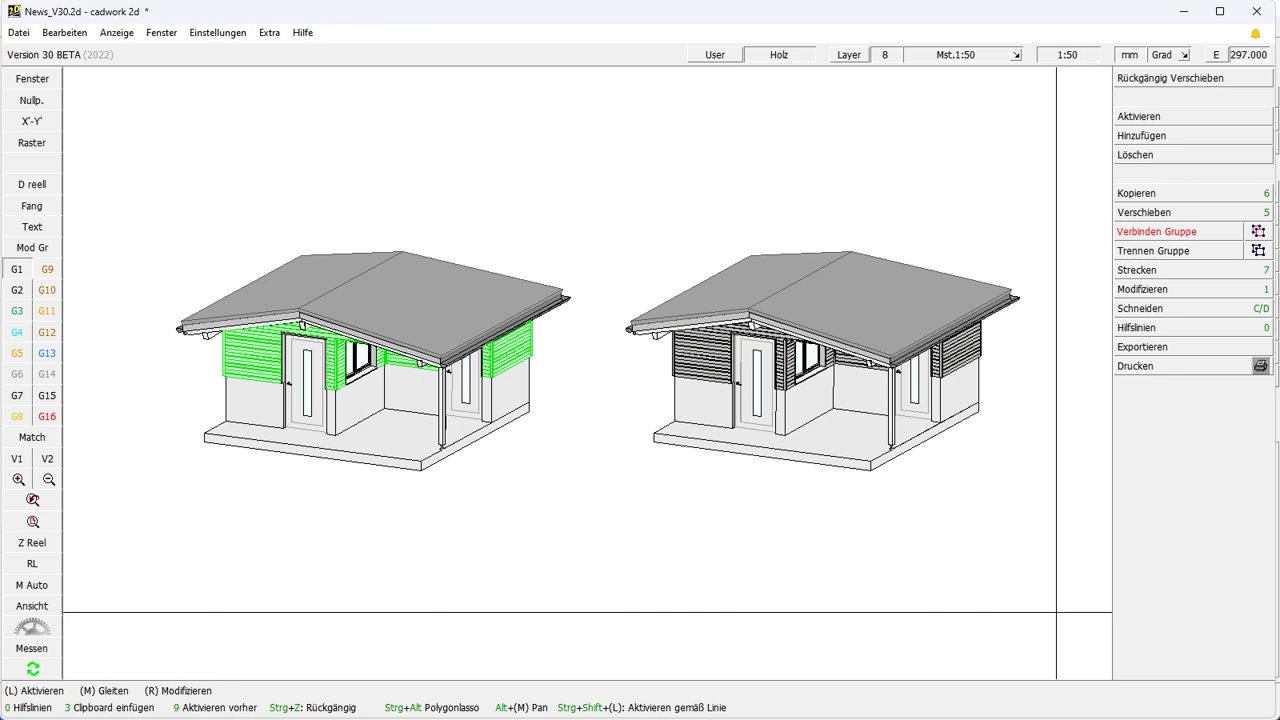 News_V30.2d - cadwork 2d *
Datei Bearbeiten Anzeige Fenster Einstellungen Extra Hilfe
Version 30 BETA (2022) User Holz Layer 8 Mst.1:50 1:50 mm Grad E 297.000
Fenster
Nullp.
X'-Y'
Raster
D reell
Fang
Text
Mod Gr
G1 G9
G2 G10
G3 G11
G4 G12
G5 G13
G6 G14
G7 G15
G8 G16
Match
V1 V2
Z Reel
RL
M Auto
Ansicht
Messen
Rückgängig Verschieben
Aktivieren
Hinzufügen
Löschen
Kopieren 6
Verschieben 5
Verbinden Gruppe
Trennen Gruppe
Strecken 7
Modifizieren 1
Schneiden C/D
Hilfslinien 0
Exportieren
Drucken
(L) Aktivieren (M) Gleiten (R) Modifizieren
0 Hilfslinien 3 Clipboard einfügen 9 Aktivieren vorher Strg+Z: Rückgängig Strg+Alt Polygonlasso Alt+(M) Pan Strg+Shift+(L): Aktivieren gemäß Linie